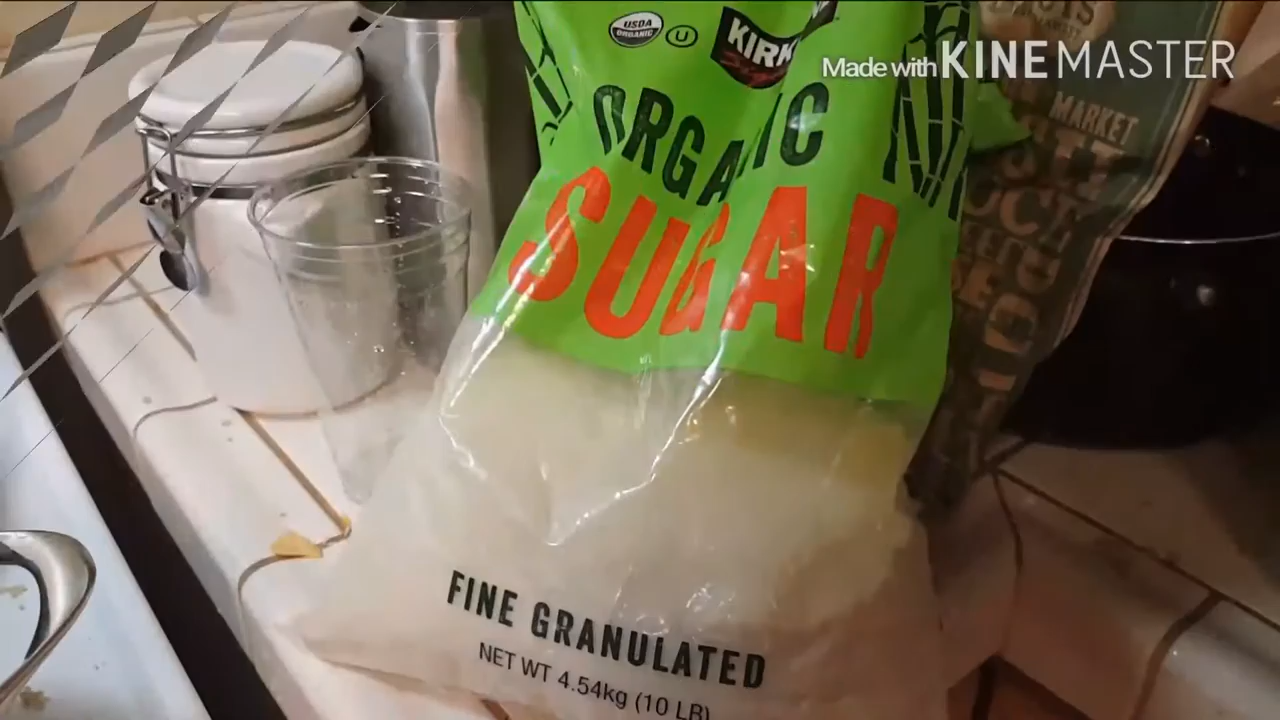 USDA
ORGANIC
U
KIRK
Made with KINEMASTER
ORGANIC
SUGAR
MARKET
FINE GRANULATED
NET WT 4.54kg (10 LB)